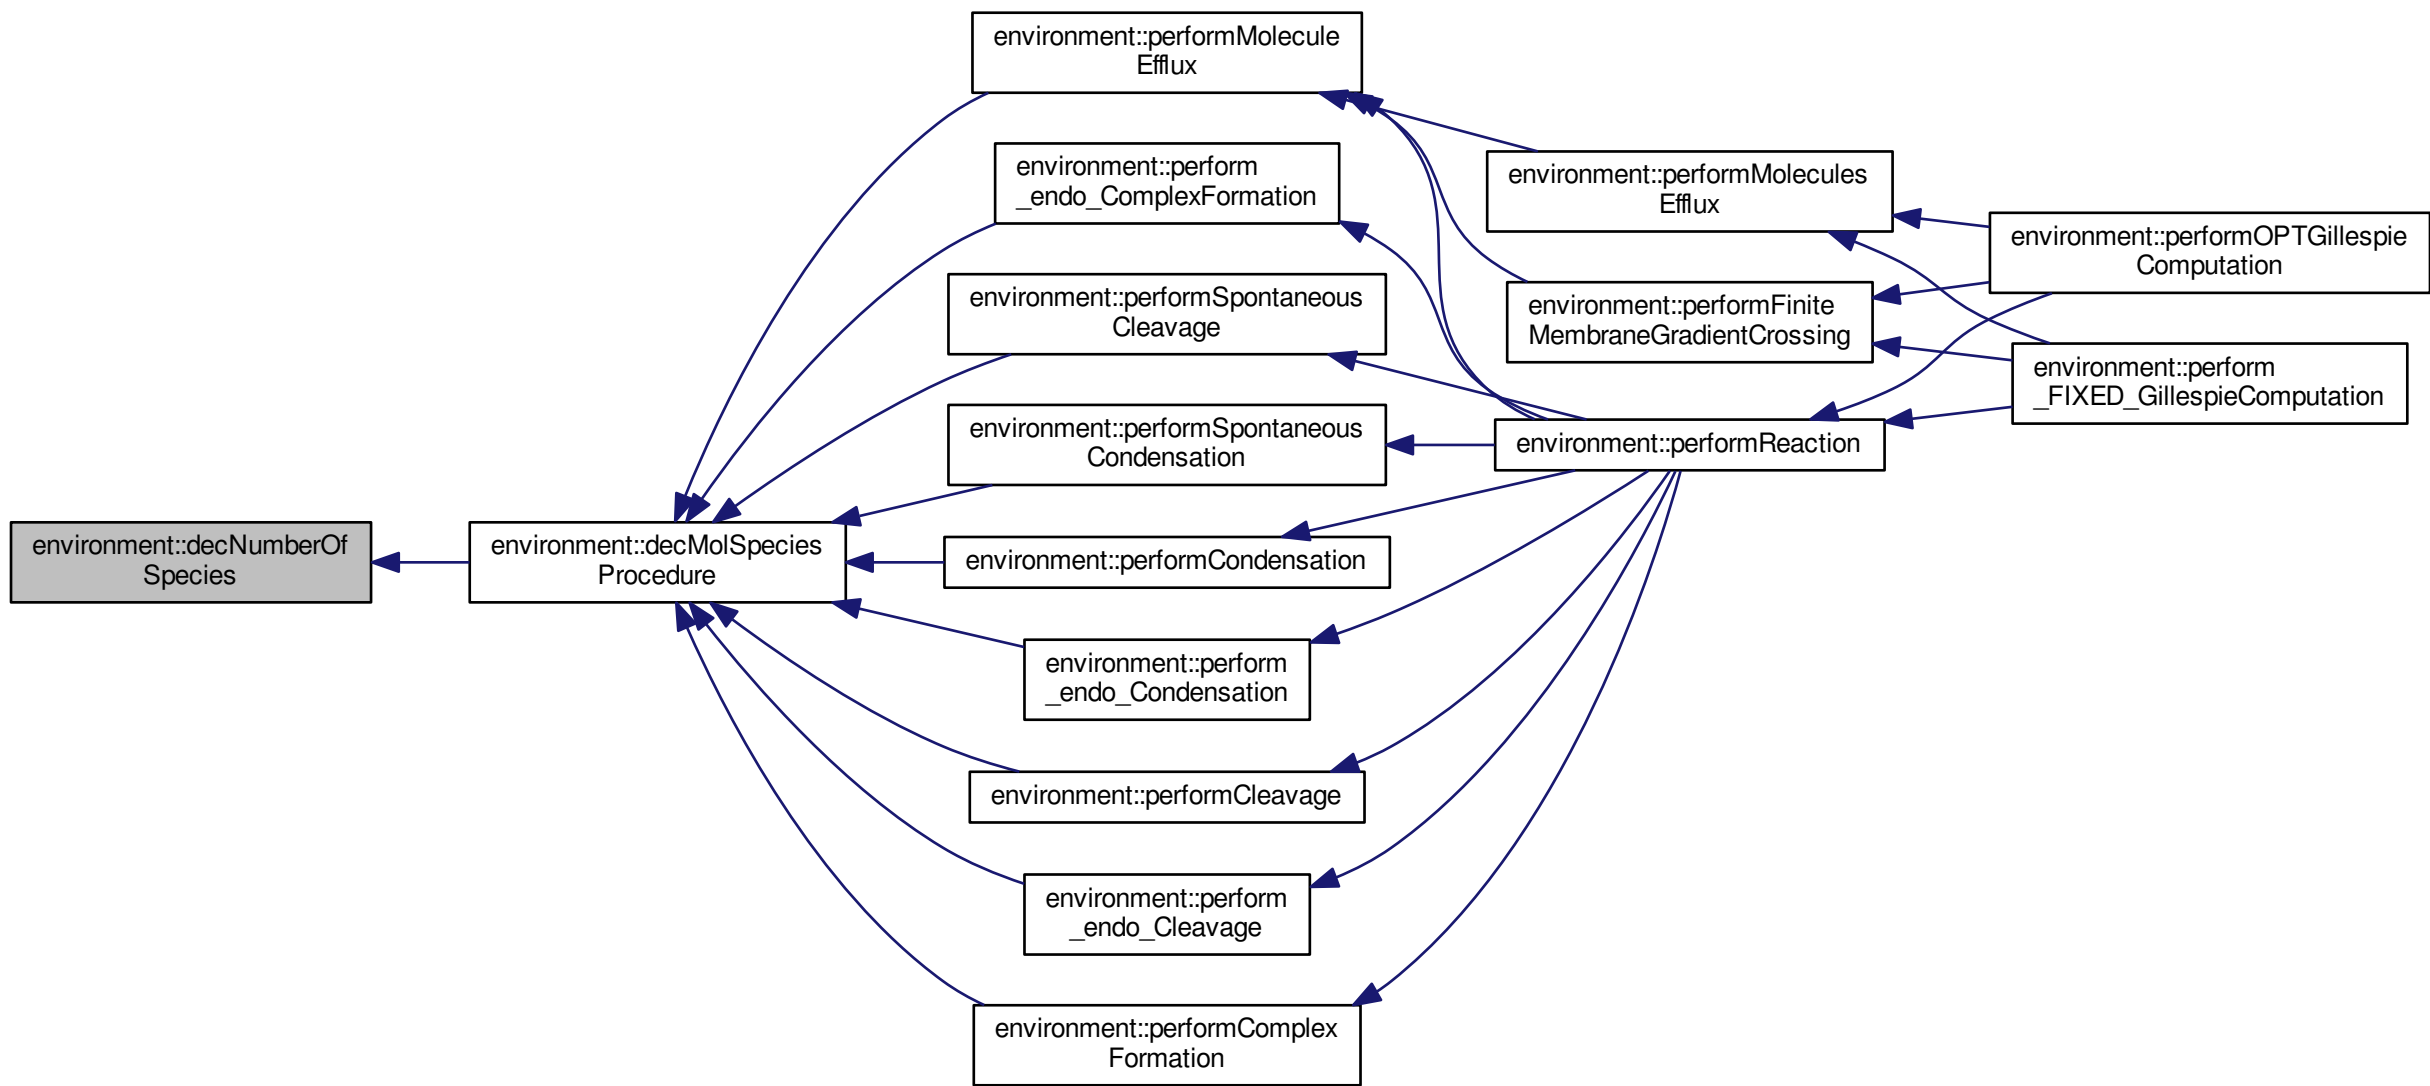 environment::performMolecule
Efflux
environment::perform
_endo_ComplexFormation
environment::performMolecules
Efflux
environment::performOPTGillespie
Computation
environment::performSpontaneous
Cleavage
environment::performFinite
MembraneGradientCrossing
environment::perform
_FIXED_GillespieComputation
environment::performSpontaneous
Condensation
environment::performReaction
environment::decNumberOf
Species
environment::decMolSpecies
Procedure
environment::performCondensation
environment::perform
_endo_Condensation
environment::performCleavage
environment::perform
_endo_Cleavage
environment::performComplex
Formation